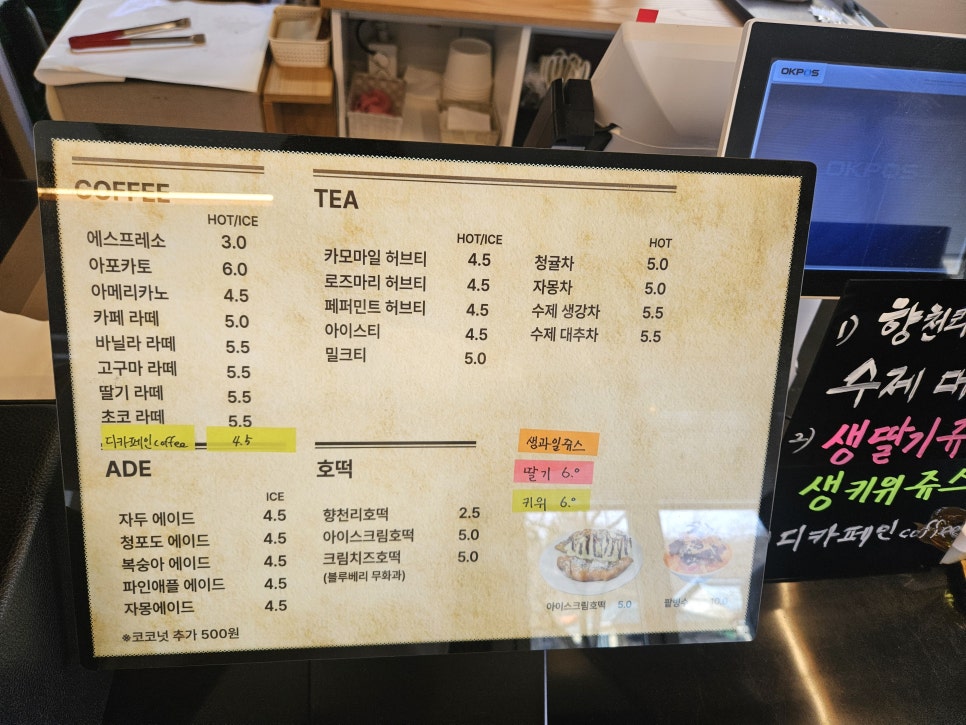 OKPOS
OKPOS
COFFEE
HOT/ICE
에스프레소 3.0
아포카토 6.0
아메리카노 4.5
카페 라떼 5.0
바닐라 라떼 5.5
고구마 라떼 5.5
딸기 라떼 5.5
초코 라떼 5.5
디카페인 coffee 4.5
TEA
HOT/ICE
카모마일 허브티 4.5
로즈마리 허브티 4.5
페퍼민트 허브티 4.5
아이스티 4.5
밀크티 5.0
HOT
청귤차 5.0
자몽차 5.0
수제 생강차 5.5
수제 대추차 5.5
ADE
ICE
자두 에이드 4.5
청포도 에이드 4.5
복숭아 에이드 4.5
파인애플 에이드 4.5
자몽에이드 4.5
※코코넛 추가 500원
호떡
향천리호떡 2.5
아이스크림호떡 5.0
크림치즈호떡 5.0
(블루베리 무화과)
생과일쥬스
딸기 6.0
키위 6.0
아이스크림호떡 5.0
팥빙수
1) 향천리
수제 대
2) 생딸기쥬
생키위쥬스
디카페인 coffee